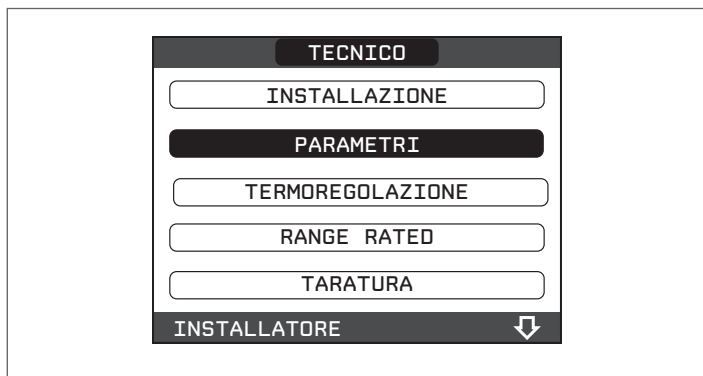 TECNICO
INSTALLAZIONE
PARAMETRI
TERMOREGOLAZIONE
RANGE RATED
TARATURA
INSTALLATORE